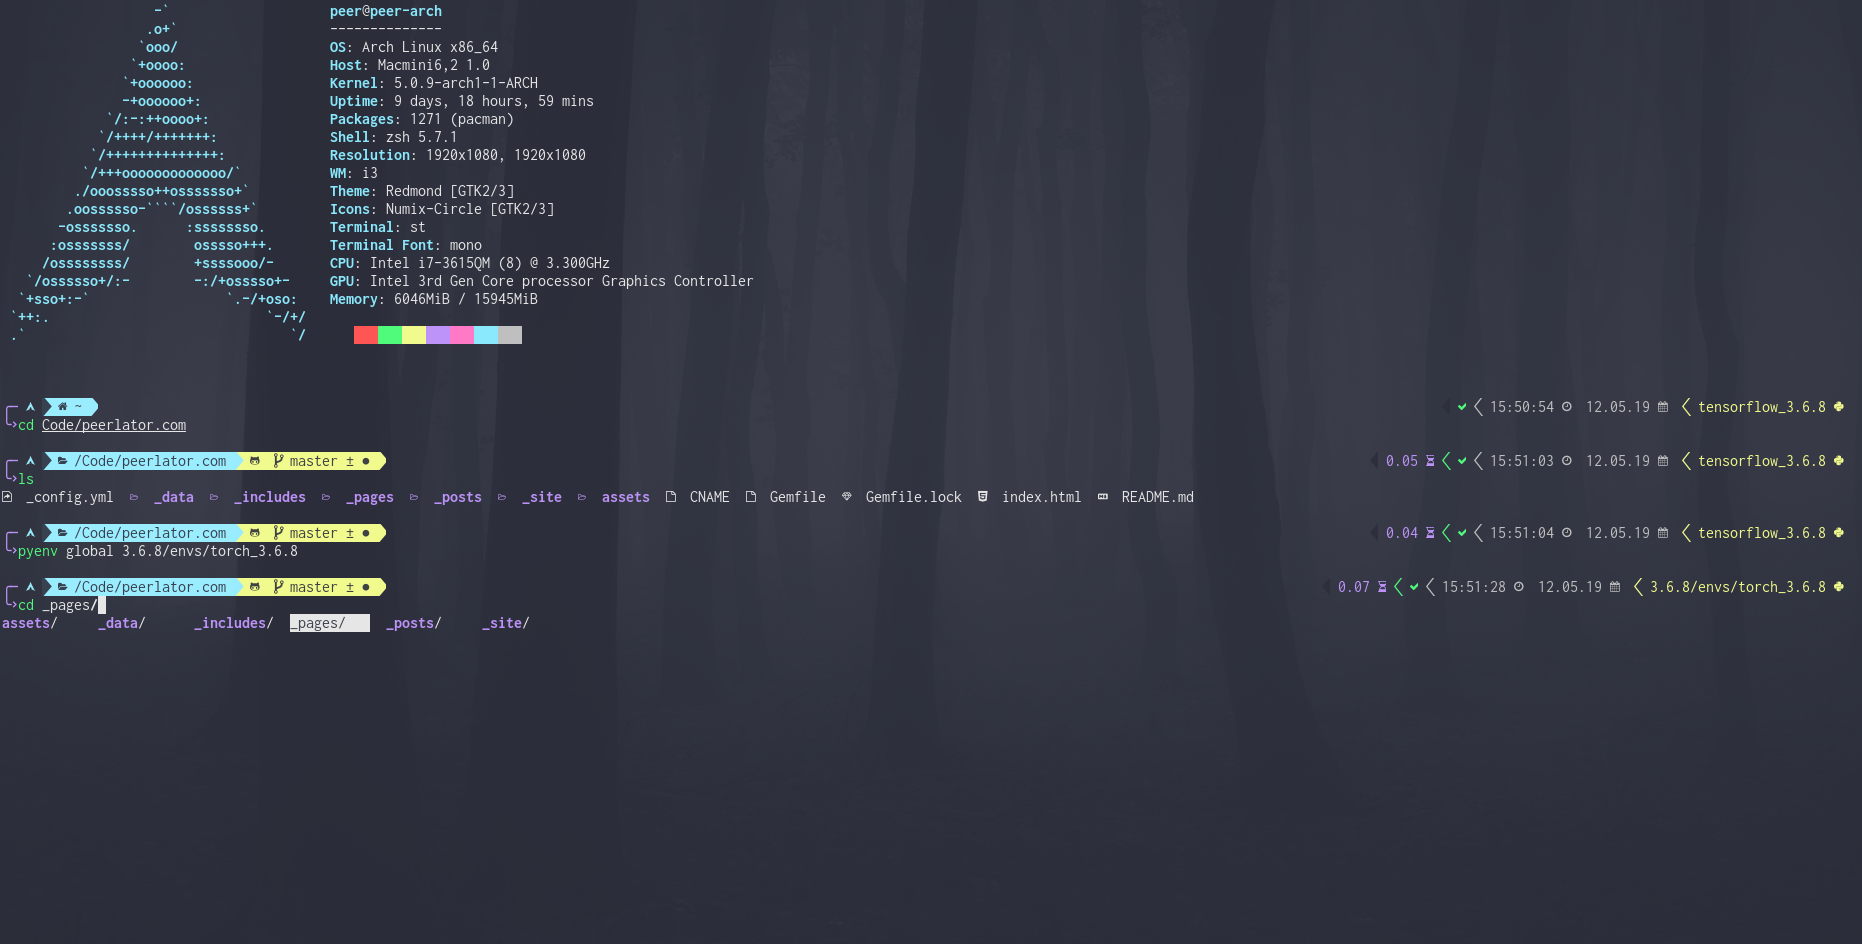 -`
peer@peer-arch
.o+`
--------------
`ooo/
OS: Arch Linux x86_64
`+oooo:
Host: Macmini6,2 1.0
`+oooooo:
Kernel: 5.0.9-arch1-1-ARCH
-+oooooo+:
Uptime: 9 days, 18 hours, 59 mins
`/:-:++oooo+:
Packages: 1271 (pacman)
`/++++/+++++++:
Shell: zsh 5.7.1
`/++++++++++++++:
Resolution: 1920x1080, 1920x1080
`/+++ooooooooooooo/`
WM: i3
./ooosssso++osssssso+`
Theme: Redmond [GTK2/3]
.oossssso-````/ossssss+`
Icons: Numix-Circle [GTK2/3]
-osssssso. :ssssssso.
Terminal: st
:osssssss/ osssso+++.
Terminal Font: mono
/ossssssss/ +ssssooo/-
CPU: Intel i7-3615QM (8) @ 3.300GHz
`/ossssso+/:- -:/+osssso+-
GPU: Intel 3rd Gen Core processor Graphics Controller
`+sso+:-` `.-/+oso:
Memory: 6046MiB / 15945MiB
`++:. `-/+/
.` `/
~ 15:50:54 12.05.19 tensorflow_3.6.8
cd Code/peerlator.com
/Code/peerlator.com master ± ● 0.05 15:51:03 12.05.19 tensorflow_3.6.8
ls
_config.yml _data _includes _pages _posts _site assets CNAME Gemfile Gemfile.lock index.html README.md
/Code/peerlator.com master ± ● 0.04 15:51:04 12.05.19 tensorflow_3.6.8
pyenv global 3.6.8/envs/torch_3.6.8
/Code/peerlator.com master ± ● 0.07 15:51:28 12.05.19 3.6.8/envs/torch_3.6.8
cd _pages/
assets/ _data/ _includes/ _pages/ _posts/ _site/